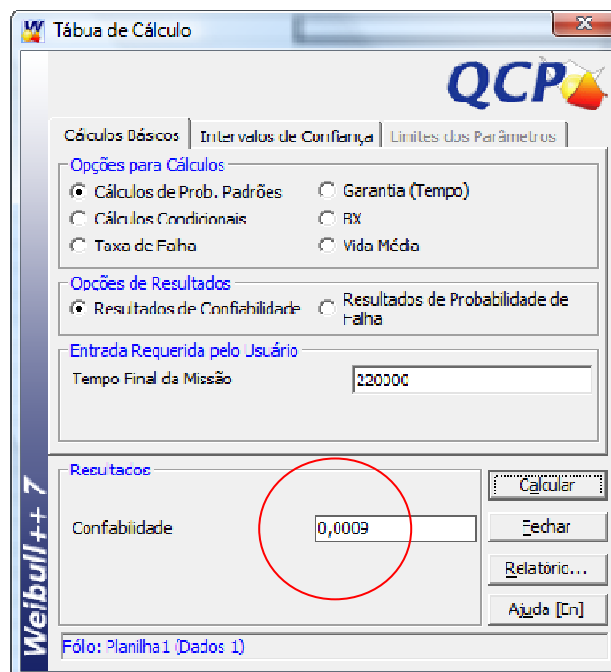 Tábua de Cálculo
QCP
Cálculos Básicos
Intervalos de Confiança
Limites dos Parâmetros
Opções para Cálculos
Cálculos de Prob. Padrões
Garantia (Tempo)
Cálculos Condicionais
BX
Taxa de Falha
Vida Média
Opções de Resultados
Resultados de Confiabilidade
Resultados de Probabilidade de
Falha
Entrada Requerida pelo Usuário
Tempo Final da Missão
220000
Resultados
Calcular
Confiabilidade
0,0009
Fechar
Relatório...
Ajuda [En]
Weibull++ 7
Fólio: Planilha1 (Dados 1)